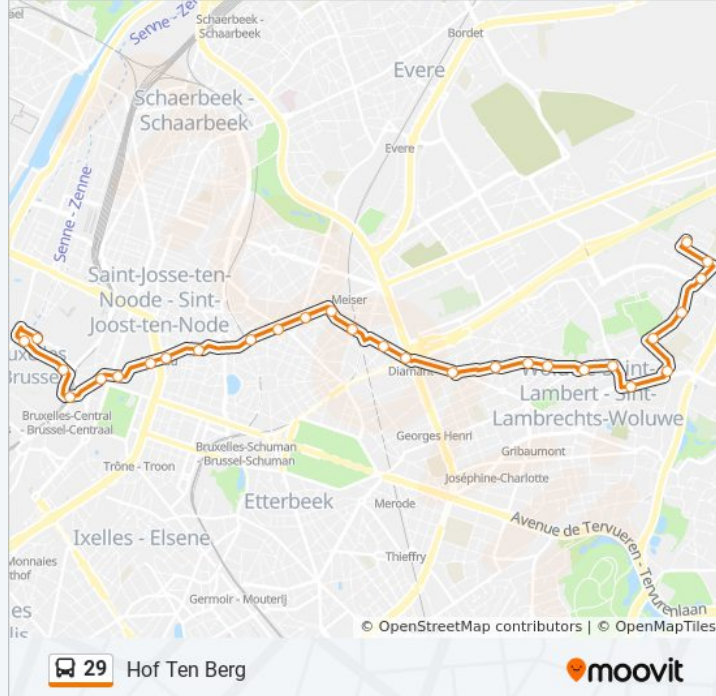 Schaerbeek -
Schaarbeek
Senne - Zenne
Bordet
Evere
Schaerbeek -
Schaarbeek
Evere
Senne - Zenne
Saint-Josse-ten-
Noode - Sint-
Joost-ten-Node
Meiser
Diamant
Lambert - Sint-
Lambrechts-Woluwe
Bruxelles-Central
- Brussel-Centraal
Georges Henri
Bruxelles-Schuman
- Brussel-Schuman
Gribaumont
Trône - Troon
Joséphine-Charlotte
Etterbeek
Merode
Avenue de Tervueren - Tervurenlaan
Ixelles - Elsene
Thieffry
Germoir - Mouterij
© OpenStreetMap contributors | © OpenMapTiles
29 Hof Ten Berg
moovit